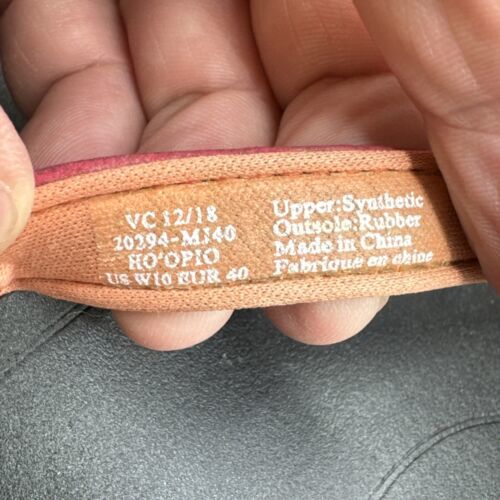 VC 12/18
20294-MJ40
HO'OPIO
US W10 EUR 40
Upper:Synthetic
Outsole:Rubber
Made in China
Fabriqué en chine